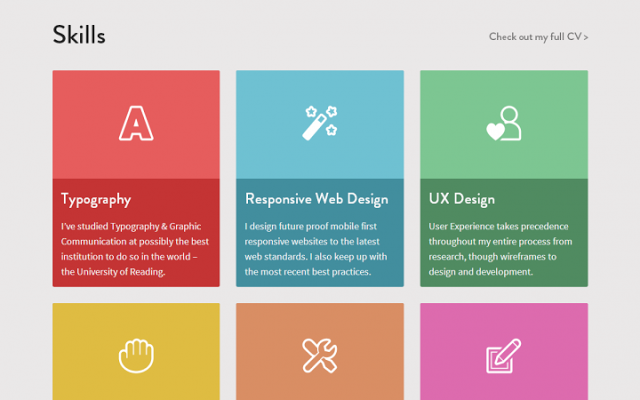 Skills
Check out my full CV >
A
Typography
I've studied Typography & Graphic
Communication at possibly the best
institution to do so in the world –
the University of Reading.
Responsive Web Design
I design future proof mobile first
responsive websites to the latest
web standards. I also keep up with
the most recent best practices.
UX Design
User Experience takes precedence
throughout my entire process from
research, though wireframes to
design and development.